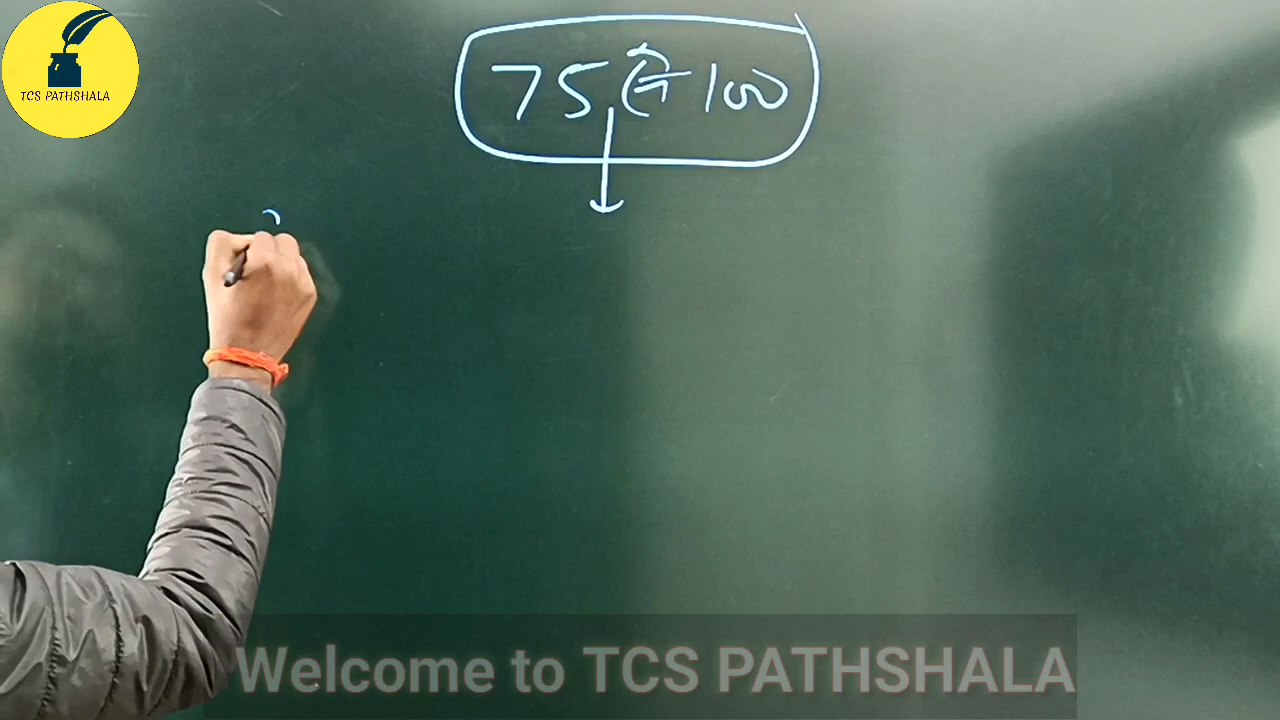 TCS PATHSHALA
75 से 100
Welcome to TCS PATHSHALA